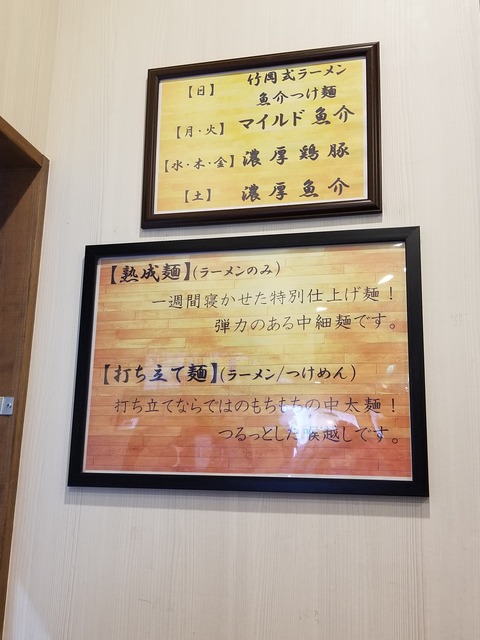 【日】 竹岡式ラーメン
魚介つけ麺
【月・火】 マイルド魚介
【水・木・金】 濃厚鶏豚
【土】 濃厚魚介
【熟成麺】(ラーメンのみ)
一週間寝かせた特別仕上げ麺！
弾力のある中細麺です。
【打ち立て麺】(ラーメン/つけめん)
打ち立てならではのもちもちの中太麺！
つるっとした喉越しです。